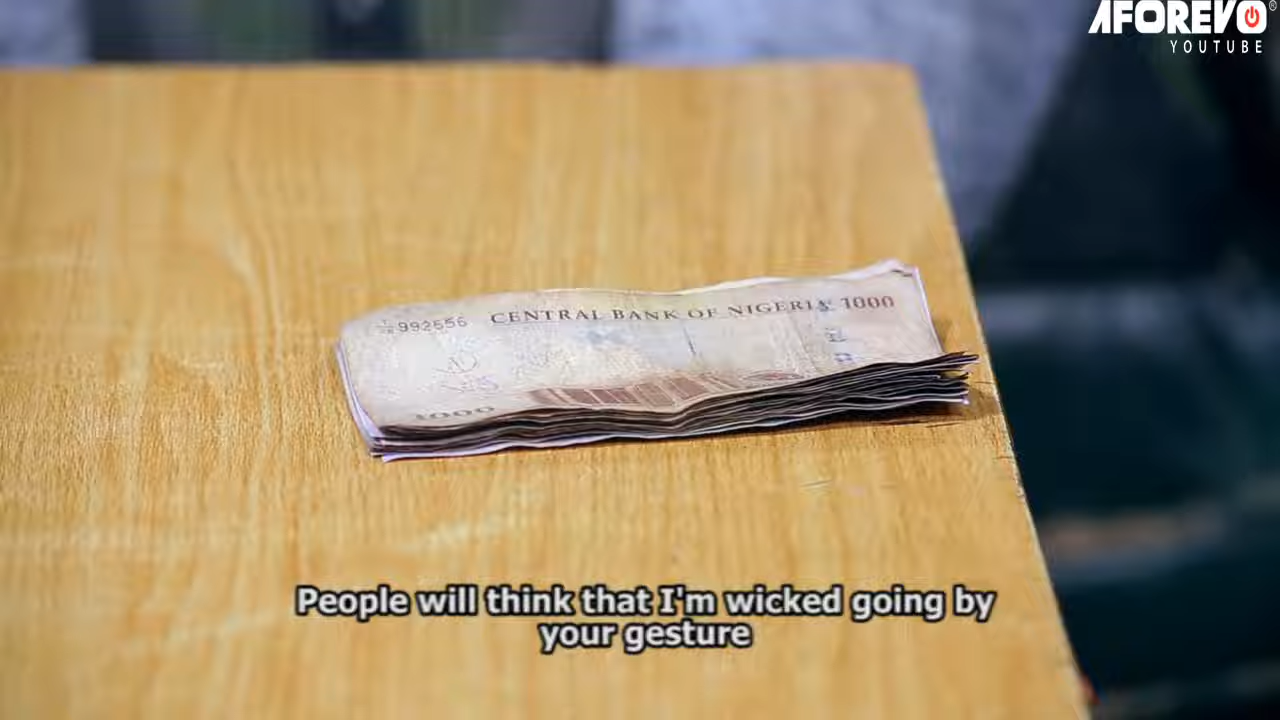 AFOREVO
YOUTUBE
992556 CENTRAL BANK OF NIGERIA 1000
1000
People will think that I'm wicked going by
your gesture